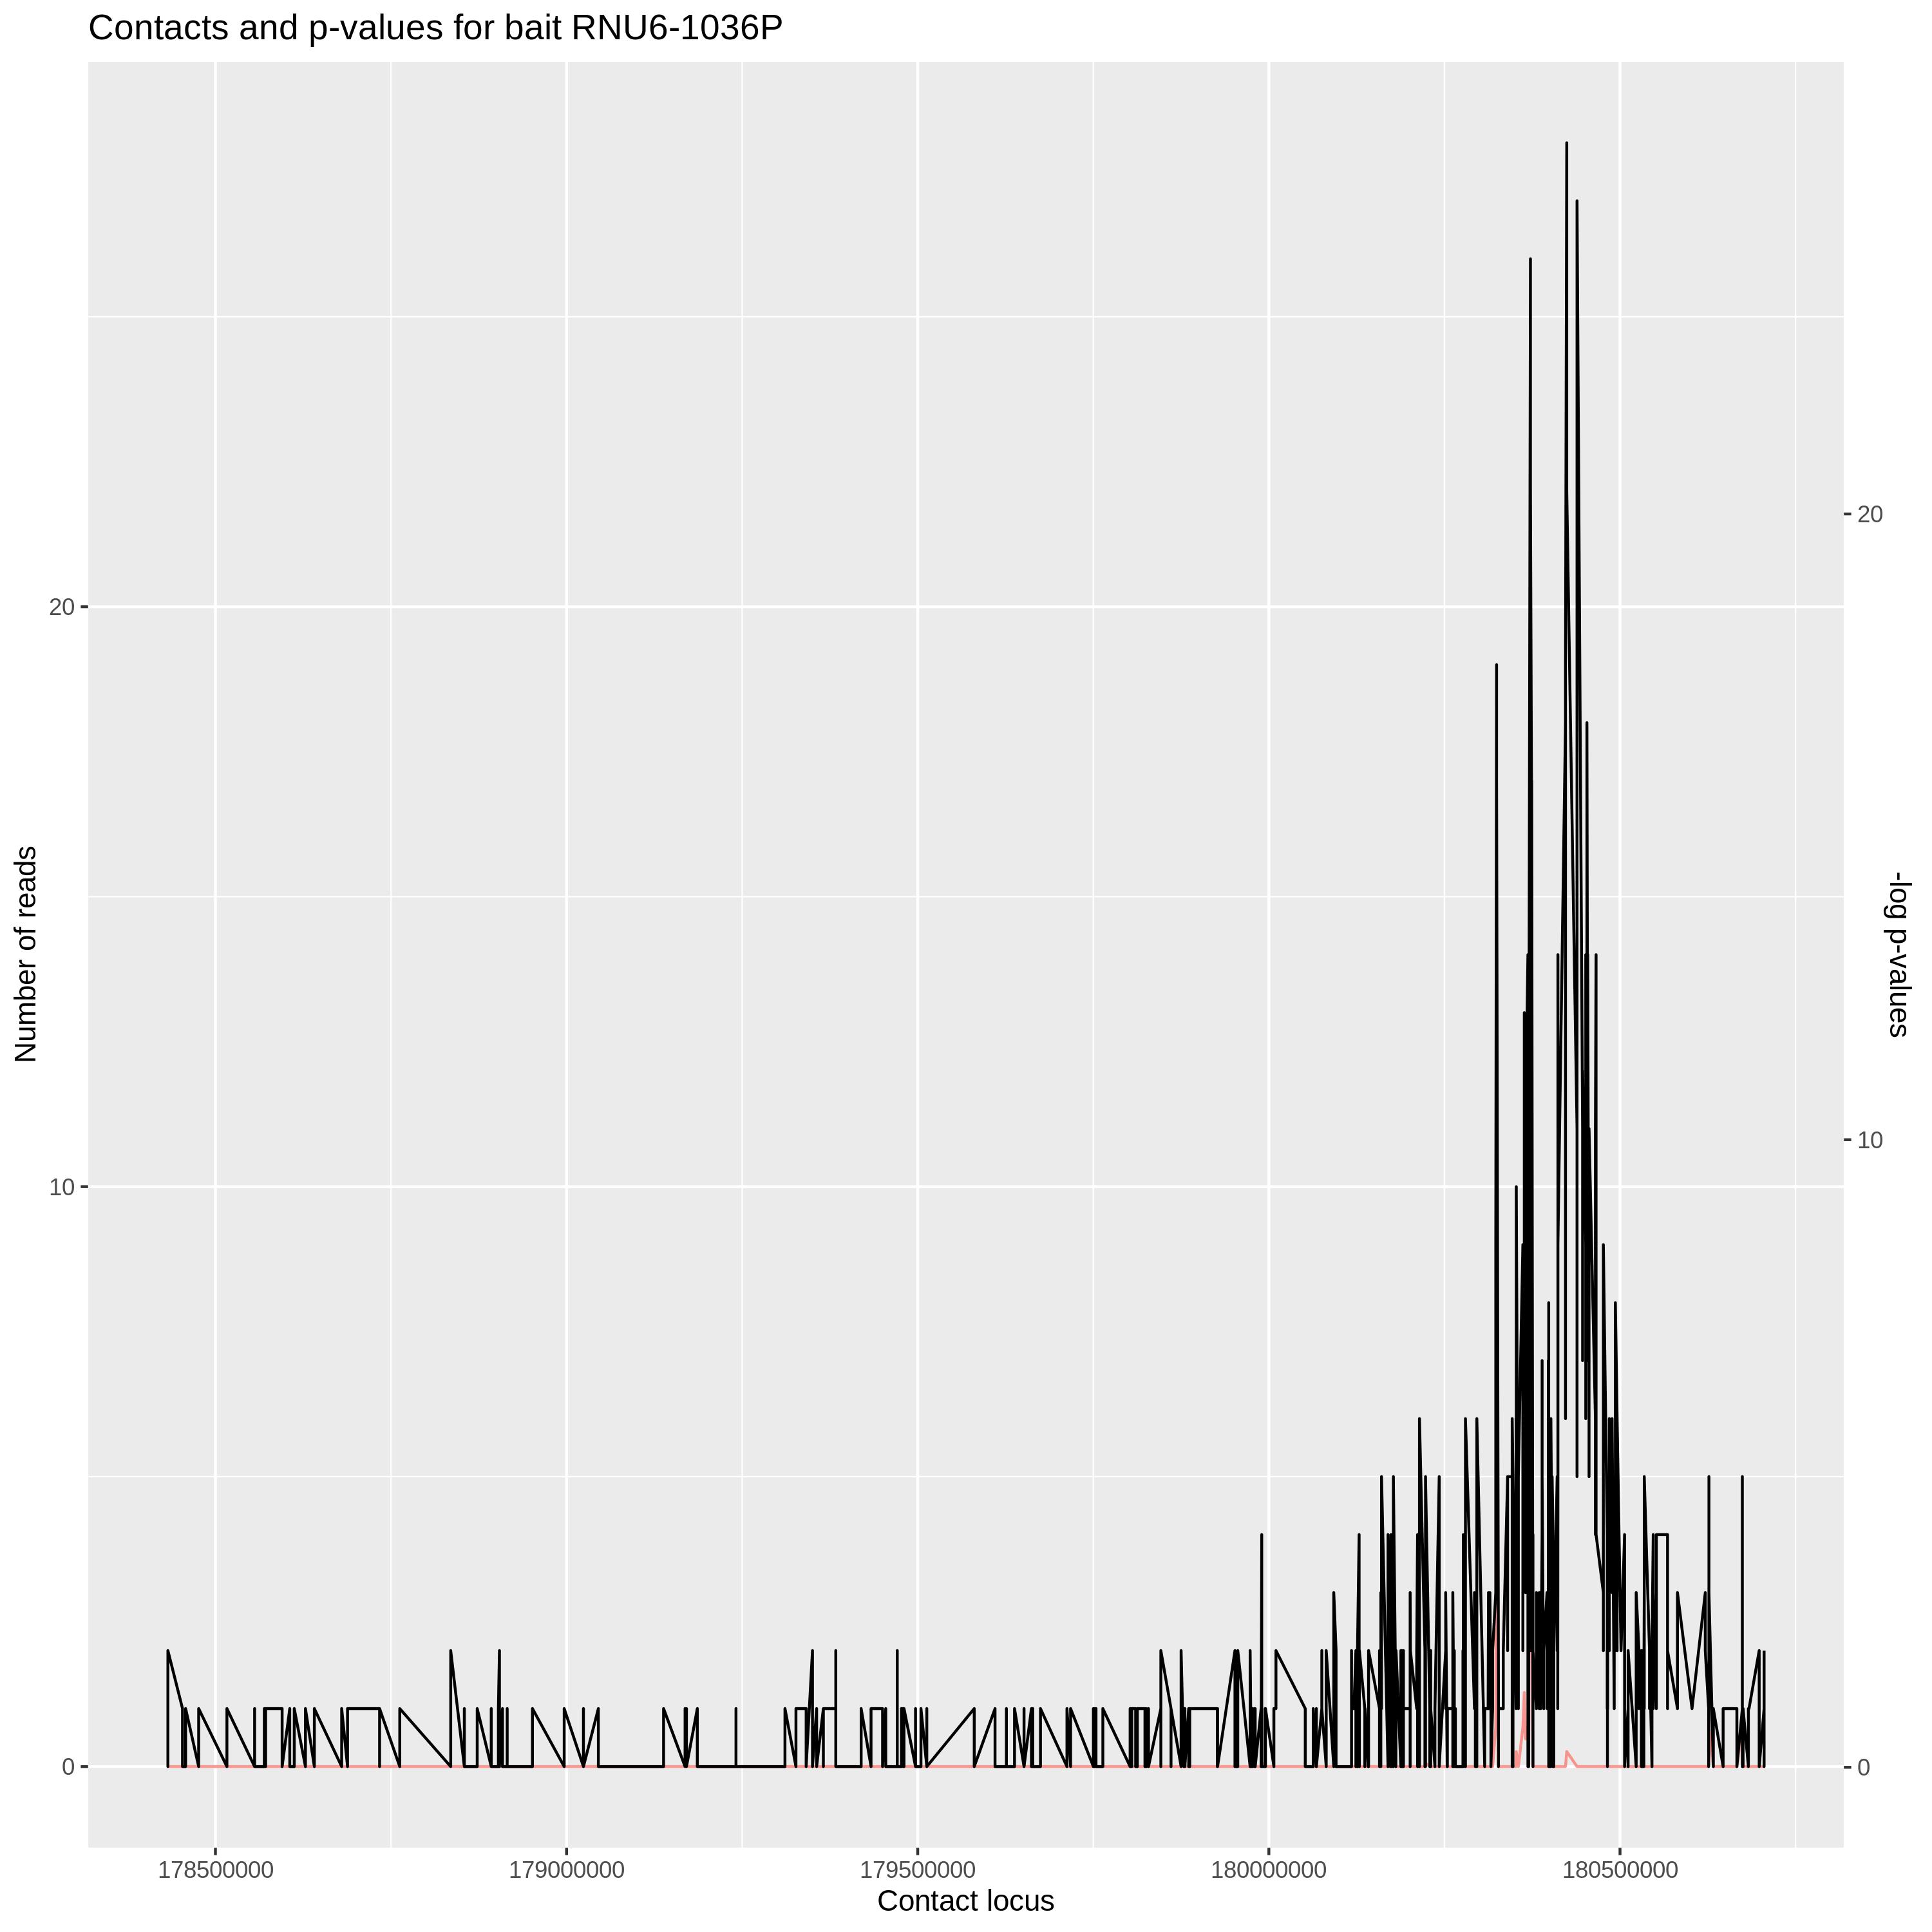 Contacts and p-values for bait RNU6-1036P
Number of reads
20
10
0
20
10
0
-log p-values
178500000
179000000
179500000
180000000
180500000
Contact locus